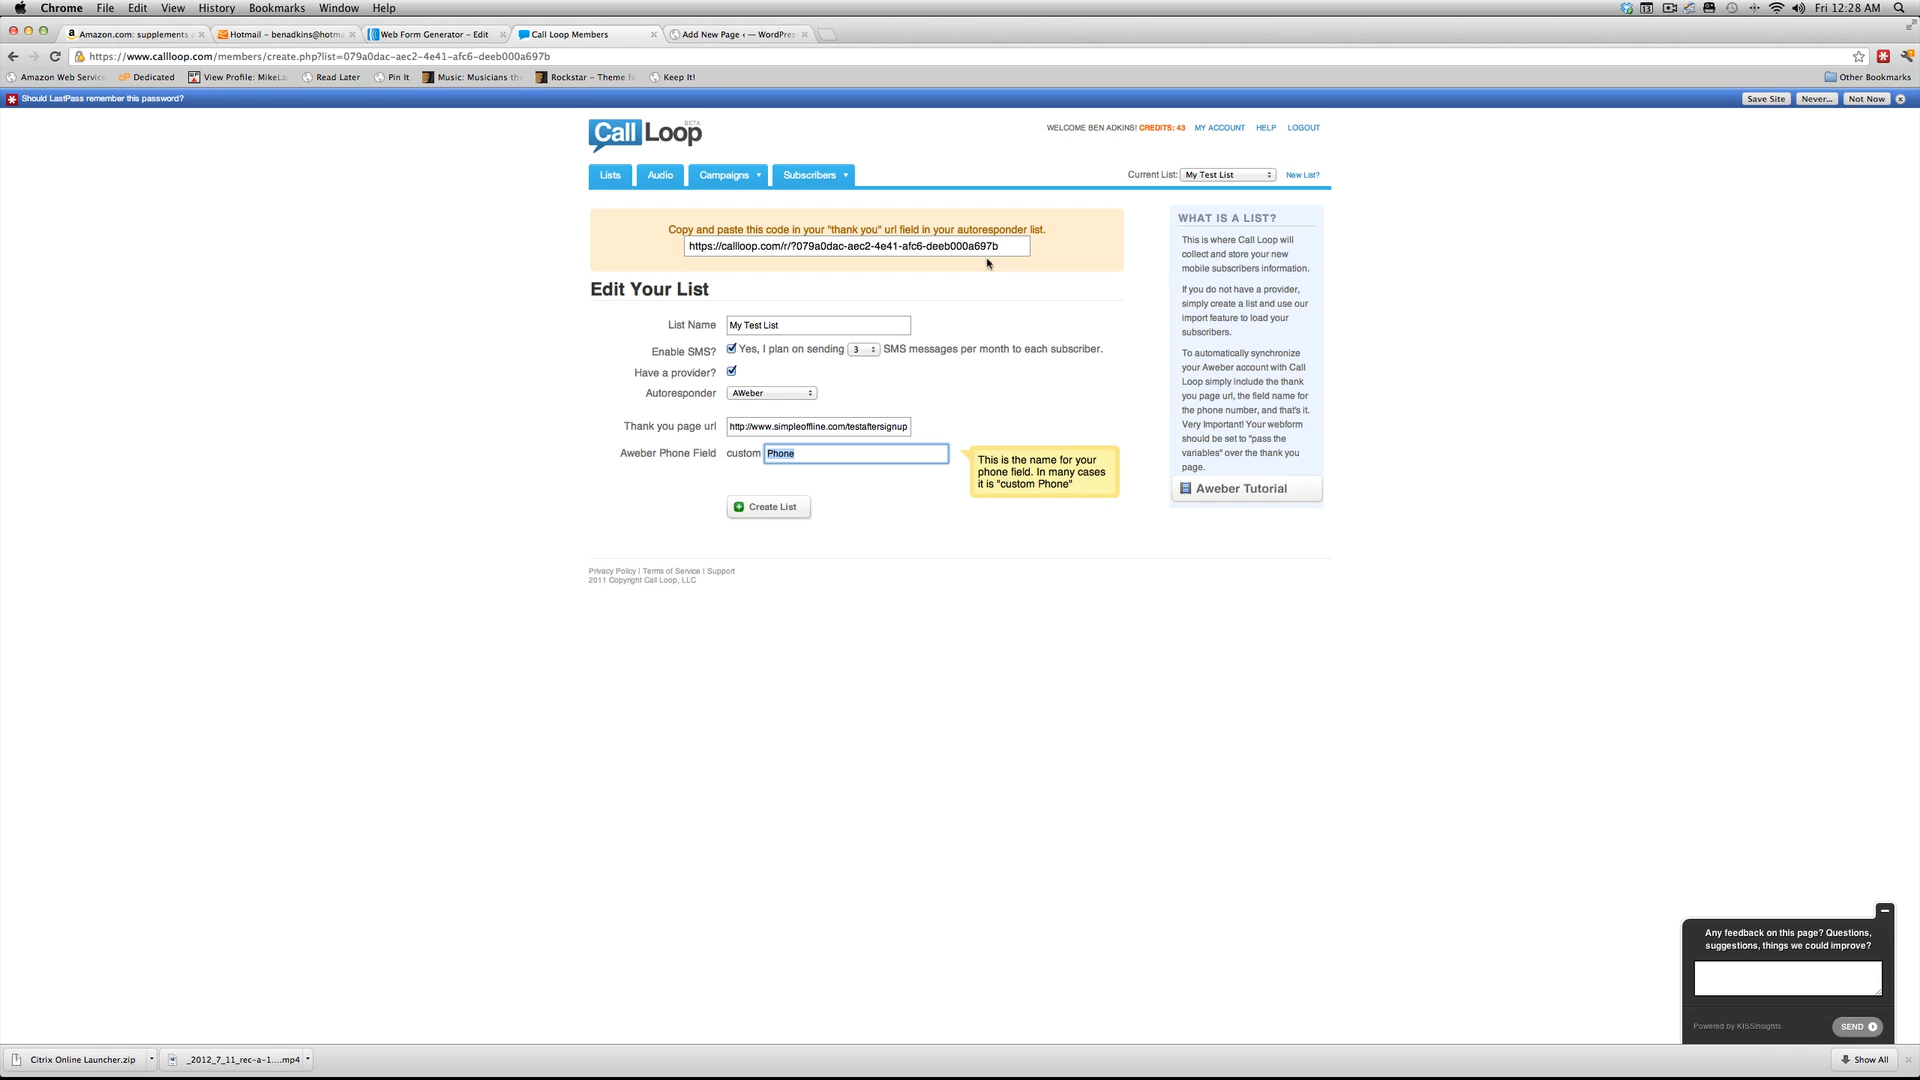 Chrome File Edit View History Bookmarks Window Help
13
Fri 12:28 AM
Amazon.com: supplements
Hotmail – benadkins@hotma
Web Form Generator – Edit
Call Loop Members
Add New Page ‹ — WordPres
https://www.callloop.com/members/create.php?list=079a0dac-aec2-4e41-afc6-deeb000a697b
Amazon Web Servic
Dedicated
View Profile: MikeLa
Read Later
Pin It
Music: Musicians the
Rockstar – Theme fo
Keep It!
Other Bookmarks
Should LastPass remember this password?
Save Site
Never...
Not Now
BETA
Call Loop
WELCOME BEN ADKINS! CREDITS: 43 MY ACCOUNT HELP LOGOUT
Lists
Audio
Campaigns
Subscribers
Current List: My Test List
New List?
Copy and paste this code in your "thank you" url field in your autoresponder list.
https://callloop.com/r/?079a0dac-aec2-4e41-afc6-deeb000a697b
Edit Your List
List Name My Test List
Enable SMS? Yes, I plan on sending 3 SMS messages per month to each subscriber.
Have a provider?
Autoresponder AWeber
Thank you page url http://www.simpleoffline.com/testaftersignup
Aweber Phone Field custom Phone
This is the name for your
phone field. In many cases
it is "custom Phone"
Create List
WHAT IS A LIST?
This is where Call Loop will
collect and store your new
mobile subscribers information.
If you do not have a provider,
simply create a list and use our
import feature to load your
subscribers.
To automatically synchronize
your Aweber account with Call
Loop simply include the thank
you page url, the field name for
the phone number, and that's it.
Very Important! Your webform
should be set to "pass the
variables" over the thank you
page.
Aweber Tutorial
Privacy Policy | Terms of Service | Support
2011 Copyright Call Loop, LLC
Any feedback on this page? Questions,
suggestions, things we could improve?
Powered by KISSinsights
SEND
Citrix Online Launcher.zip
_2012_7_11_rec-a-1....mp4
Show All